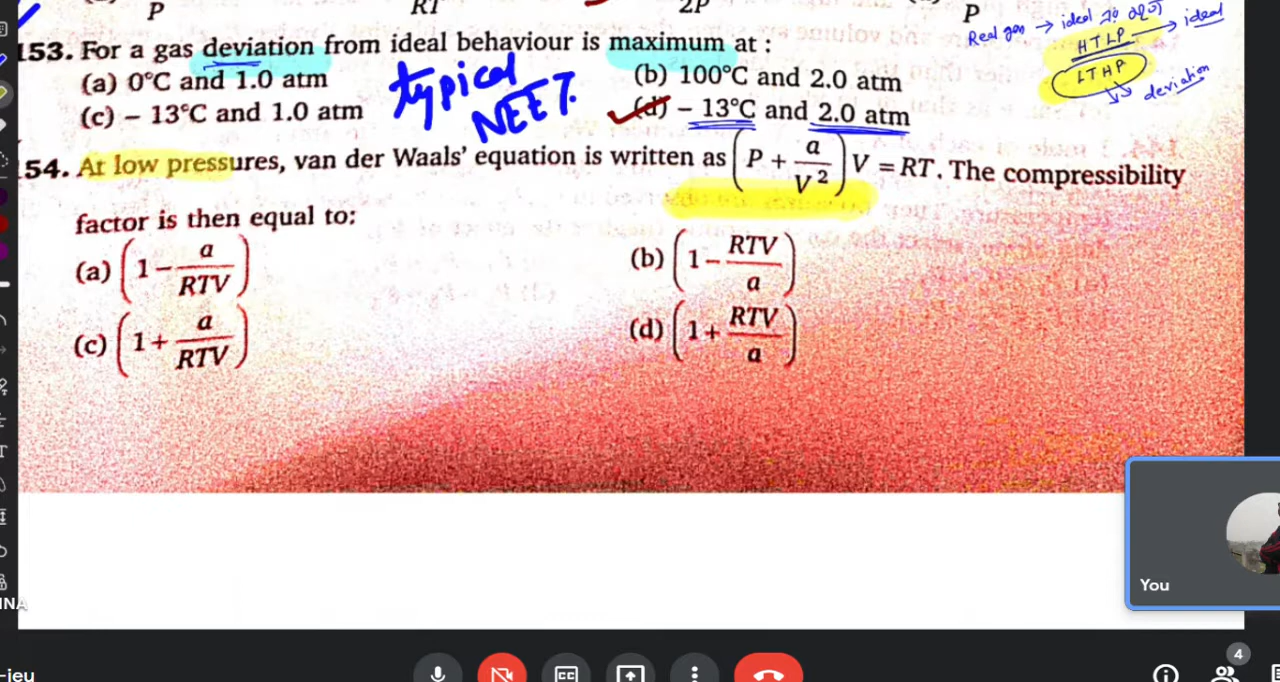 P RT 2P P
Real gas → ideal
HTLP → ideal
LTHP
deviation
153. For a gas deviation from ideal behaviour is maximum at :
(a) 0°C and 1.0 atm (b) 100°C and 2.0 atm
(c) – 13°C and 1.0 atm (d) – 13°C and 2.0 atm
typical
NEET.
54. At low pressures, van der Waals' equation is written as (P + a/V²) V = RT. The compressibility
factor is then equal to:
(a) (1 – a/RTV) (b) (1 – RTV/a)
(c) (1 + a/RTV) (d) (1 + RTV/a)
You
INA
-jeu
4